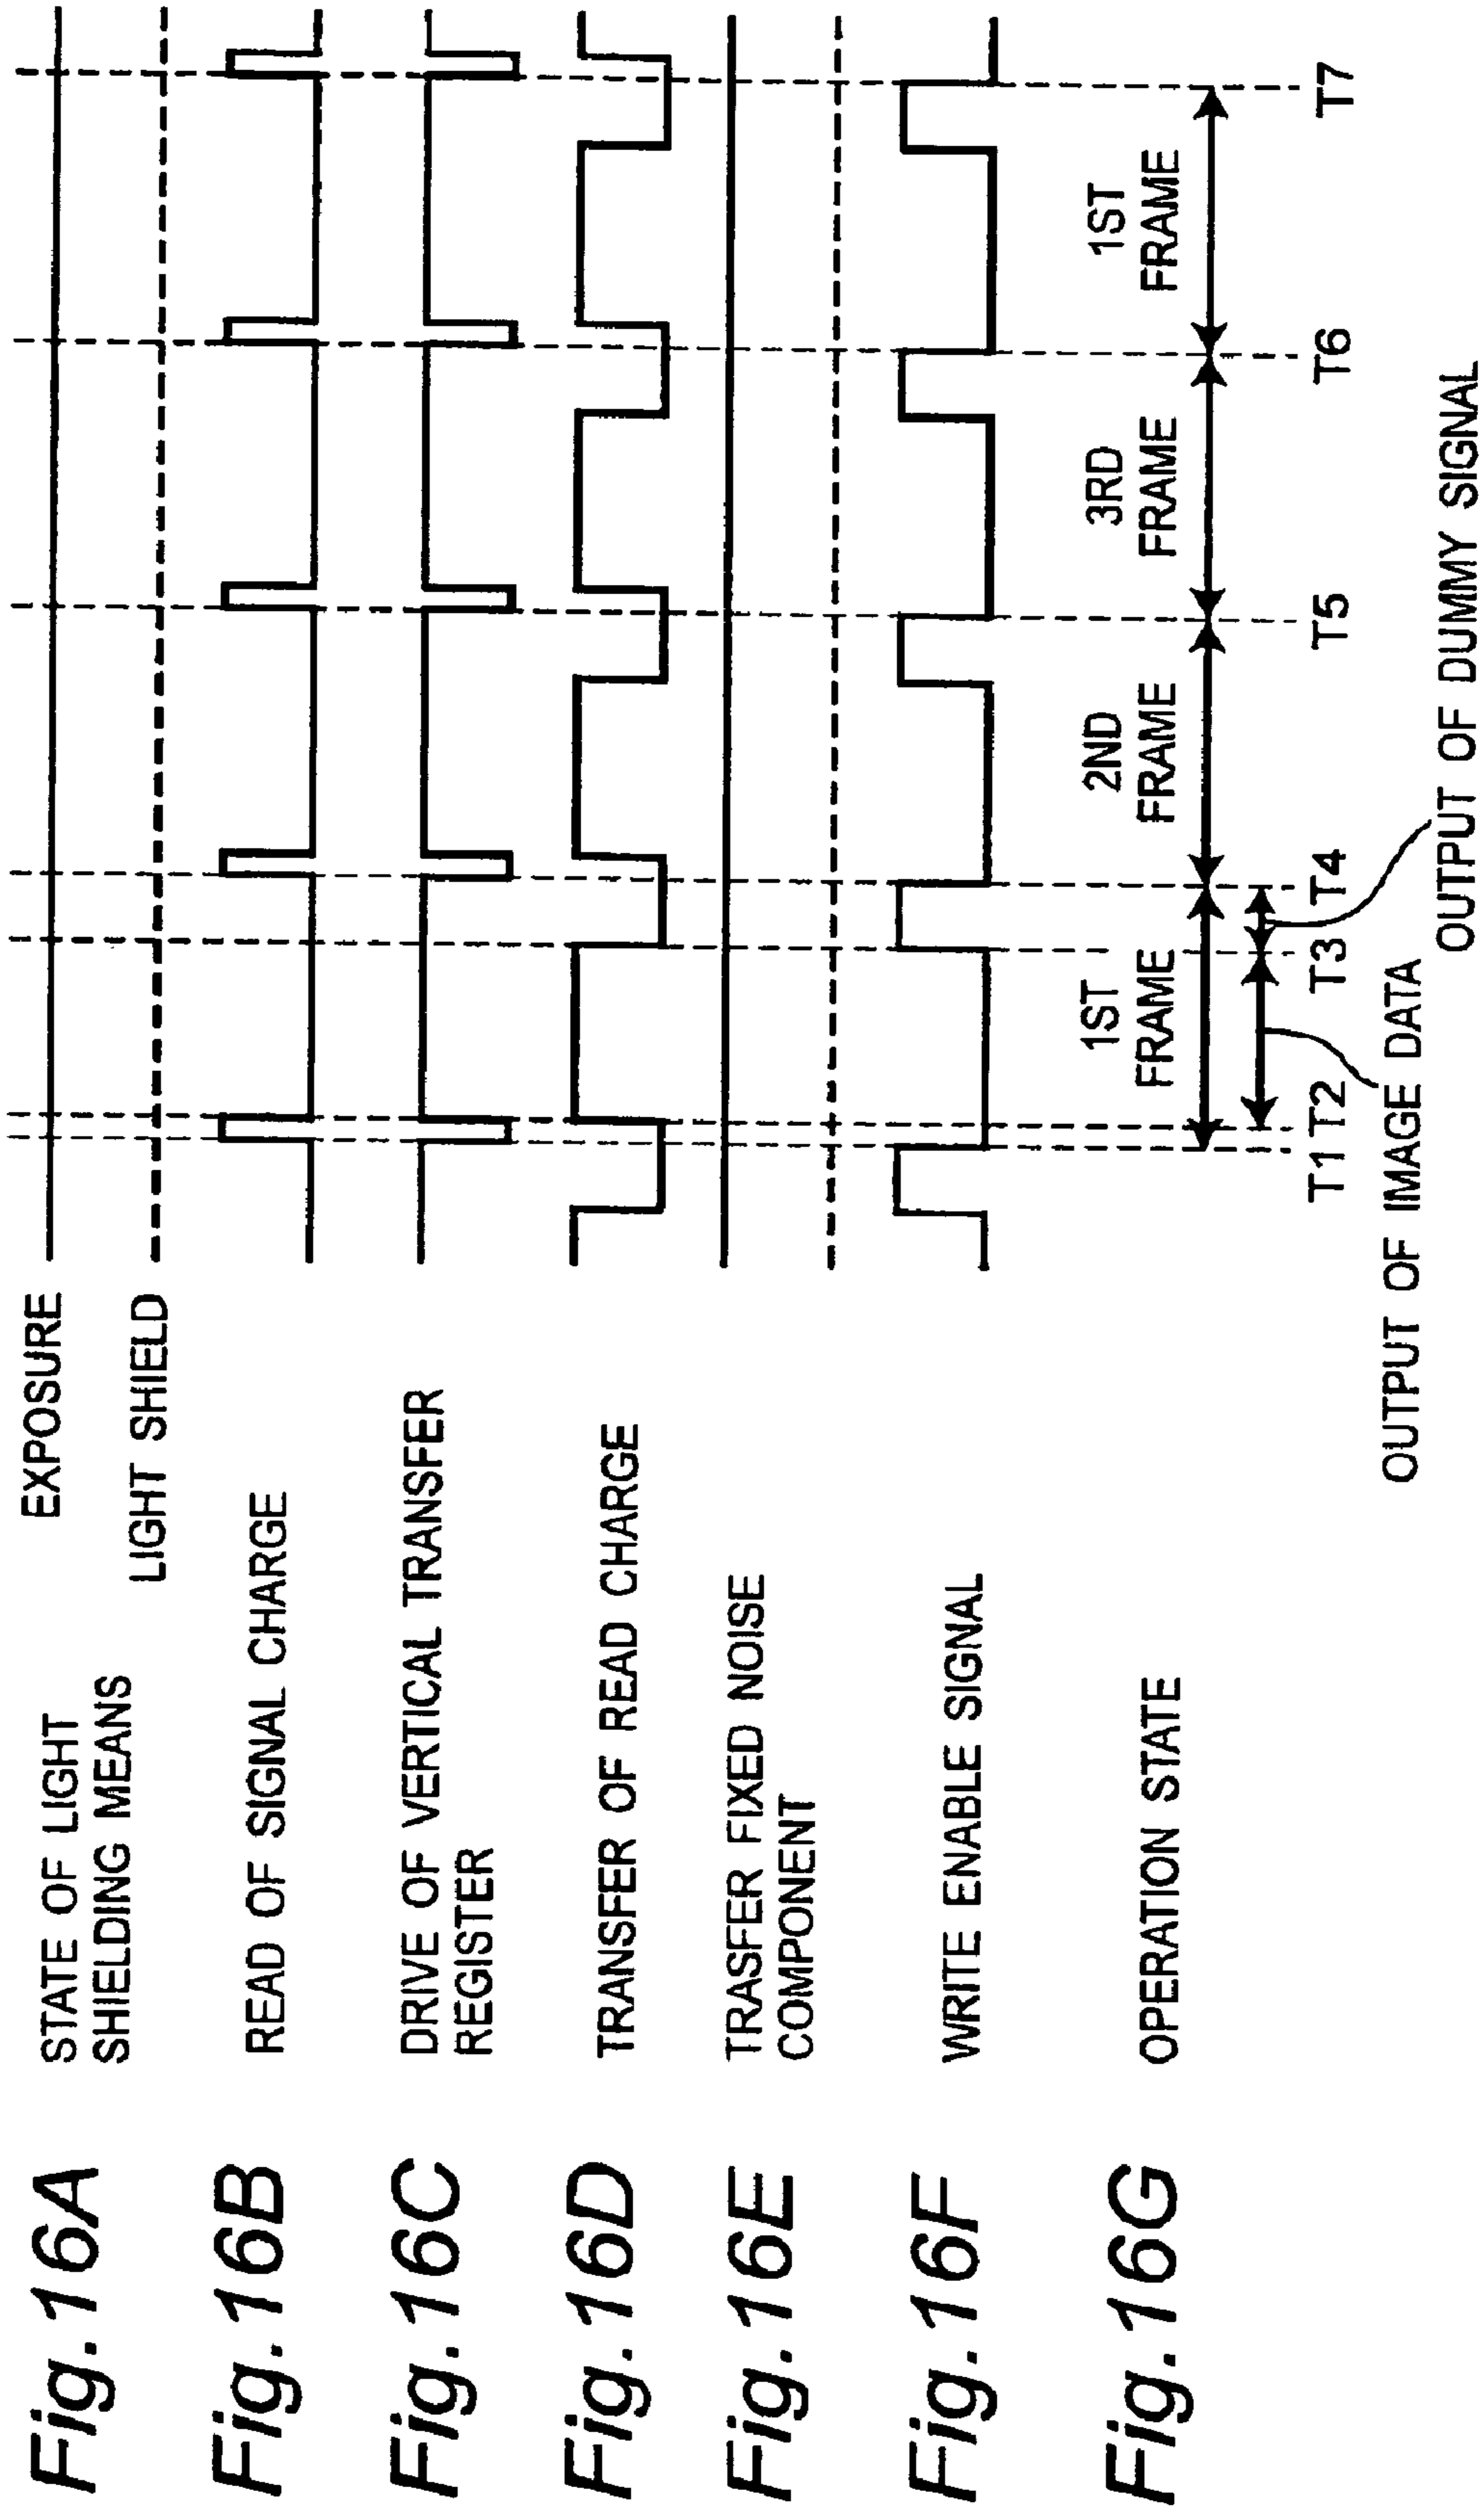 Fig. 16A
STATE OF LIGHT
SHIELDING MEANS
EXPOSURE
LIGHT SHIELD
Fig. 16B
READ OF SIGNAL CHARGE
Fig. 16C
DRIVE OF VERTICAL TRANSFER
REGISTER
Fig. 16D
TRANSFER OF READ CHARGE
Fig. 16E
TRASFER FIXED NOISE
COMPONENT
Fig. 16F
WRITE ENABLE SIGNAL
Fig. 16G
OPERATION STATE
1ST
FRAME
2ND
FRAME
3RD
FRAME
1ST
FRAME
T1 T2 T3 T4 T5 T6 T7
OUTPUT OF IMAGE DATA
OUTPUT OF DUMMY SIGNAL